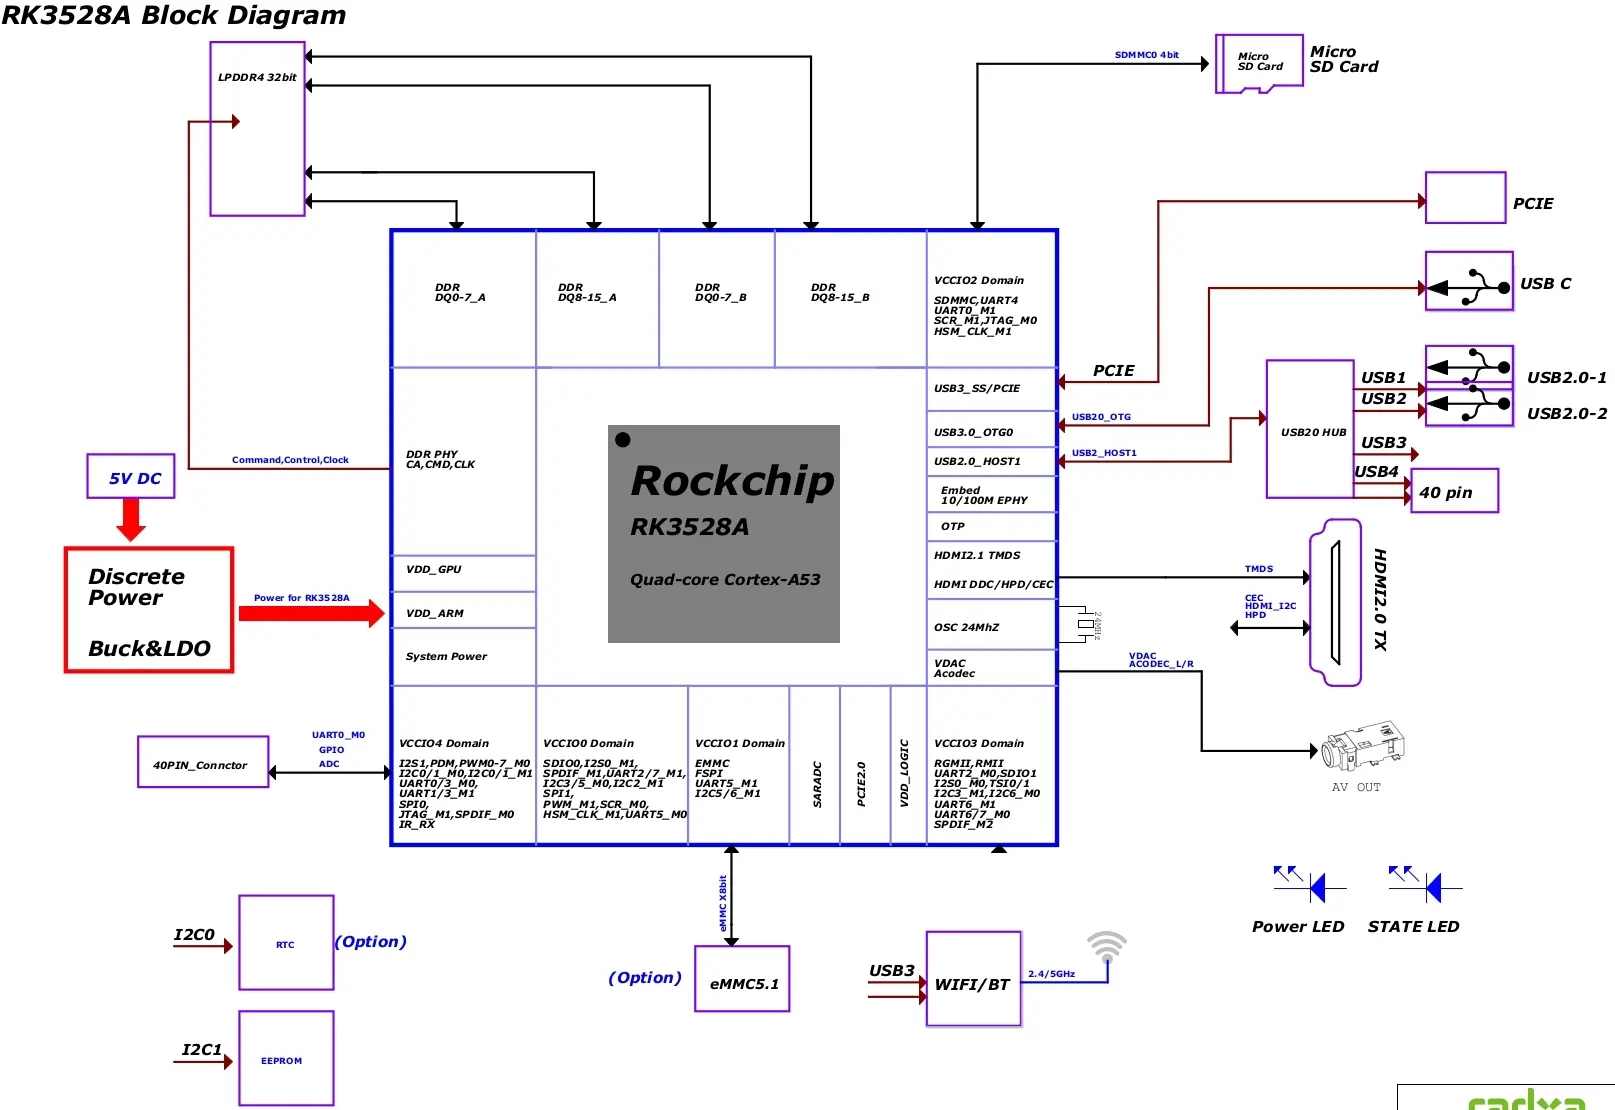 RK3528A Block Diagram
LPDDR4 32bit
SDMMC0 4bit
Micro
SD Card
Micro
SD Card
PCIE
USB C
DDR
DQ0-7_A
DDR
DQ8-15_A
DDR
DQ0-7_B
DDR
DQ8-15_B
VCCIO2 Domain
SDMMC,UART4
UART0_M1
SCR_M1,JTAG_M0
HSM_CLK_M1
PCIE
USB3_SS/PCIE
USB20_OTG
USB3.0_OTG0
USB2_HOST1
USB2.0_HOST1
Embed
10/100M EPHY
OTP
HDMI2.1 TMDS
HDMI DDC/HPD/CEC
OSC 24MhZ
24MHz
VDAC
Acodec
USB20 HUB
USB1
USB2
USB3
USB4
USB2.0-1
USB2.0-2
40 pin
TMDS
CEC
HDMI_I2C
HPD
HDMI2.0 TX
VDAC
ACODEC_L/R
AV OUT
DDR PHY
CA,CMD,CLK
Command,Control,Clock
5V DC
Discrete
Power
Buck&LDO
Power for RK3528A
VDD_GPU
VDD_ARM
System Power
Rockchip
RK3528A
Quad-core Cortex-A53
40PIN_Connctor
UART0_M0
GPIO
ADC
VCCIO4 Domain
I2S1,PDM,PWM0-7_M0
I2C0/1_M0,I2C0/1_M1
UART0/3_M0,
UART1/3_M1
SPI0,
JTAG_M1,SPDIF_M0
IR_RX
VCCIO0 Domain
SDIO0,I2S0_M1,
SPDIF_M1,UART2/7_M1,
I2C3/5_M0,I2C2_M1
SPI1,
PWM_M1,SCR_M0,
HSM_CLK_M1,UART5_M0
VCCIO1 Domain
EMMC
FSPI
UART5_M1
I2C5/6_M1
SARADC
PCIE2.0
VDD_LOGIC
VCCIO3 Domain
RGMII,RMII
UART2_M0,SDIO1
I2S0_M0,TSI0/1
I2C3_M1,I2C6_M0
UART6_M1
UART6/7_M0
SPDIF_M2
eMMC X8bit
(Option)
eMMC5.1
USB3
WIFI/BT
2.4/5GHz
Power LED
STATE LED
I2C0
RTC
(Option)
I2C1
EEPROM
radxa